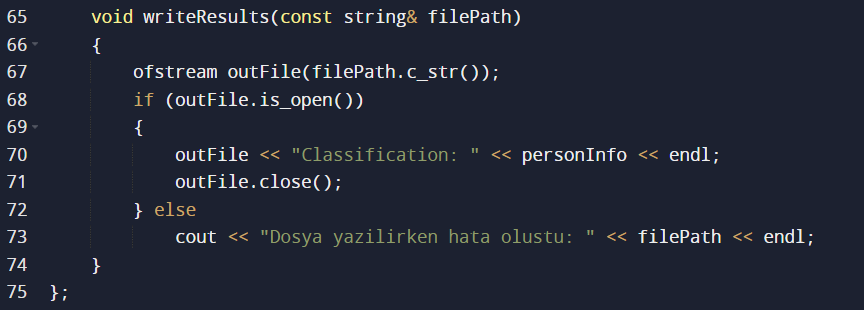 65 void writeResults(const string& filePath)
66 {
67 ofstream outFile(filePath.c_str());
68 if (outFile.is_open())
69 {
70 outFile << "Classification: " << personInfo << endl;
71 outFile.close();
72 } else
73 cout << "Dosya yazilirken hata olustu: " << filePath << endl;
74 }
75 };